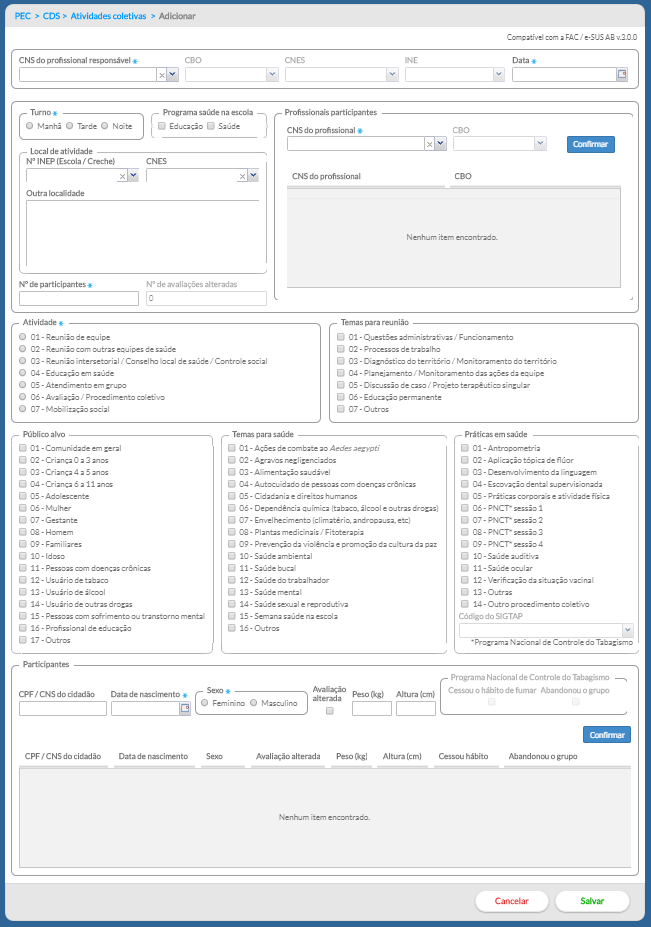 PEC > CDS > Atividades coletivas > Adicionar
Compatível com a FAC / e-SUS AB v.3.0.0
CNS do profissional responsável * CBO CNES INE Data *
Turno *
Manhã Tarde Noite
Programa saúde na escola
Educação Saúde
Local de atividade
Nº INEP (Escola / Creche) CNES
Outra localidade
Nº de participantes * Nº de avaliações alteradas
0
Profissionais participantes
CNS do profissional * CBO
Confirmar
CNS do profissional CBO
Nenhum item encontrado.
Atividade *
01 - Reunião de equipe
02 - Reunião com outras equipes de saúde
03 - Reunião intersetorial / Conselho local de saúde / Controle social
04 - Educação em saúde
05 - Atendimento em grupo
06 - Avaliação / Procedimento coletivo
07 - Mobilização social
Temas para reunião
01 - Questões administrativas / Funcionamento
02 - Processos de trabalho
03 - Diagnóstico do território / Monitoramento do território
04 - Planejamento / Monitoramento das ações da equipe
05 - Discussão de caso / Projeto terapêutico singular
06 - Educação permanente
07 - Outros
Público alvo
01 - Comunidade em geral
02 - Criança 0 a 3 anos
03 - Criança 4 a 5 anos
04 - Criança 6 a 11 anos
05 - Adolescente
06 - Mulher
07 - Gestante
08 - Homem
09 - Familiares
10 - Idoso
11 - Pessoas com doenças crônicas
12 - Usuário de tabaco
13 - Usuário de álcool
14 - Usuário de outras drogas
15 - Pessoas com sofrimento ou transtorno mental
16 - Profissional de educação
17 - Outros
Temas para saúde
01 - Ações de combate ao Aedes aegypti
02 - Agravos negligenciados
03 - Alimentação saudável
04 - Autocuidado de pessoas com doenças crônicas
05 - Cidadania e direitos humanos
06 - Dependência química (tabaco, álcool e outras drogas)
07 - Envelhecimento (climatério, andropausa, etc)
08 - Plantas medicinais / Fitoterapia
09 - Prevenção da violência e promoção da cultura da paz
10 - Saúde ambiental
11 - Saúde bucal
12 - Saúde do trabalhador
13 - Saúde mental
14 - Saúde sexual e reprodutiva
15 - Semana saúde na escola
16 - Outros
Práticas em saúde
01 - Antropometria
02 - Aplicação tópica de flúor
03 - Desenvolvimento da linguagem
04 - Escovação dental supervisionada
05 - Práticas corporais e atividade física
06 - PNCT* sessão 1
07 - PNCT* sessão 2
08 - PNCT* sessão 3
09 - PNCT* sessão 4
10 - Saúde auditiva
11 - Saúde ocular
12 - Verificação da situação vacinal
13 - Outras
14 - Outro procedimento coletivo
Código do SIGTAP
*Programa Nacional de Controle do Tabagismo
Participantes
CPF / CNS do cidadão Data de nascimento *
Sexo *
Feminino Masculino
Avaliação alterada
Peso (kg) Altura (cm)
Programa Nacional de Controle do Tabagismo
Cessou o hábito de fumar Abandonou o grupo
Confirmar
CPF / CNS do cidadão Data de nascimento Sexo Avaliação alterada Peso (kg) Altura (cm) Cessou hábito Abandonou o grupo
Nenhum item encontrado.
Cancelar Salvar